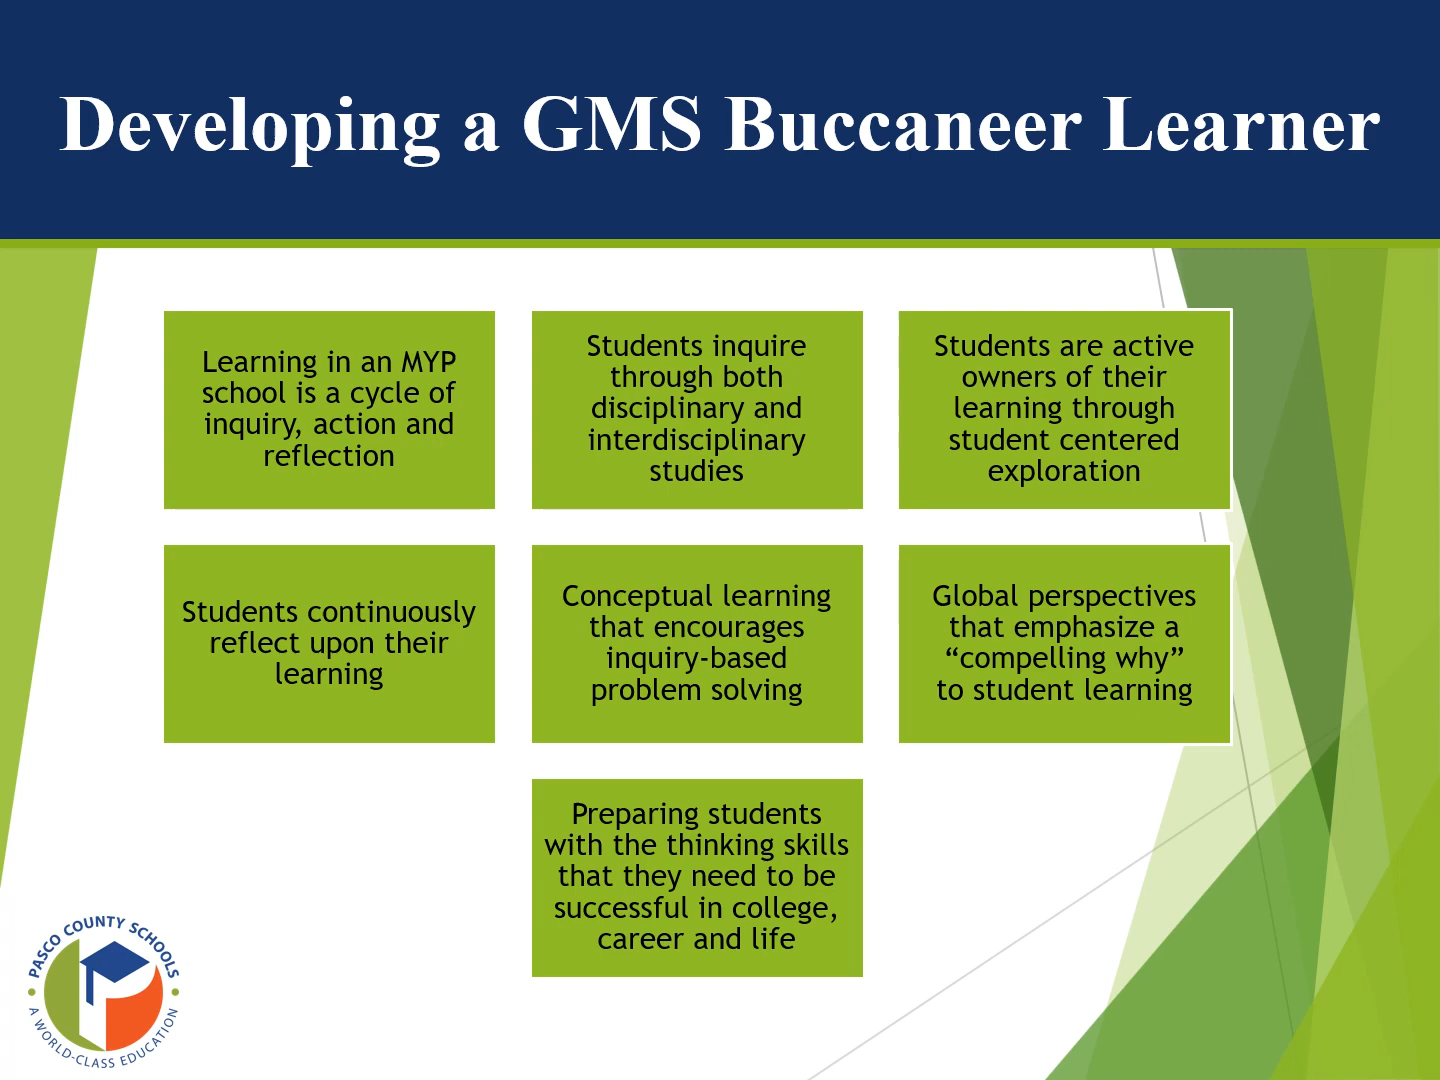 Developing a GMS Buccaneer Learner
Learning in an MYP
school is a cycle of
inquiry, action and
reflection
Students inquire
through both
disciplinary and
interdisciplinary
studies
Students are active
owners of their
learning through
student centered
exploration
Students continuously
reflect upon their
learning
Conceptual learning
that encourages
inquiry-based
problem solving
Global perspectives
that emphasize a
“compelling why”
to student learning
Preparing students
with the thinking skills
that they need to be
successful in college,
career and life
PASCO COUNTY SCHOOLS
A WORLD-CLASS EDUCATION